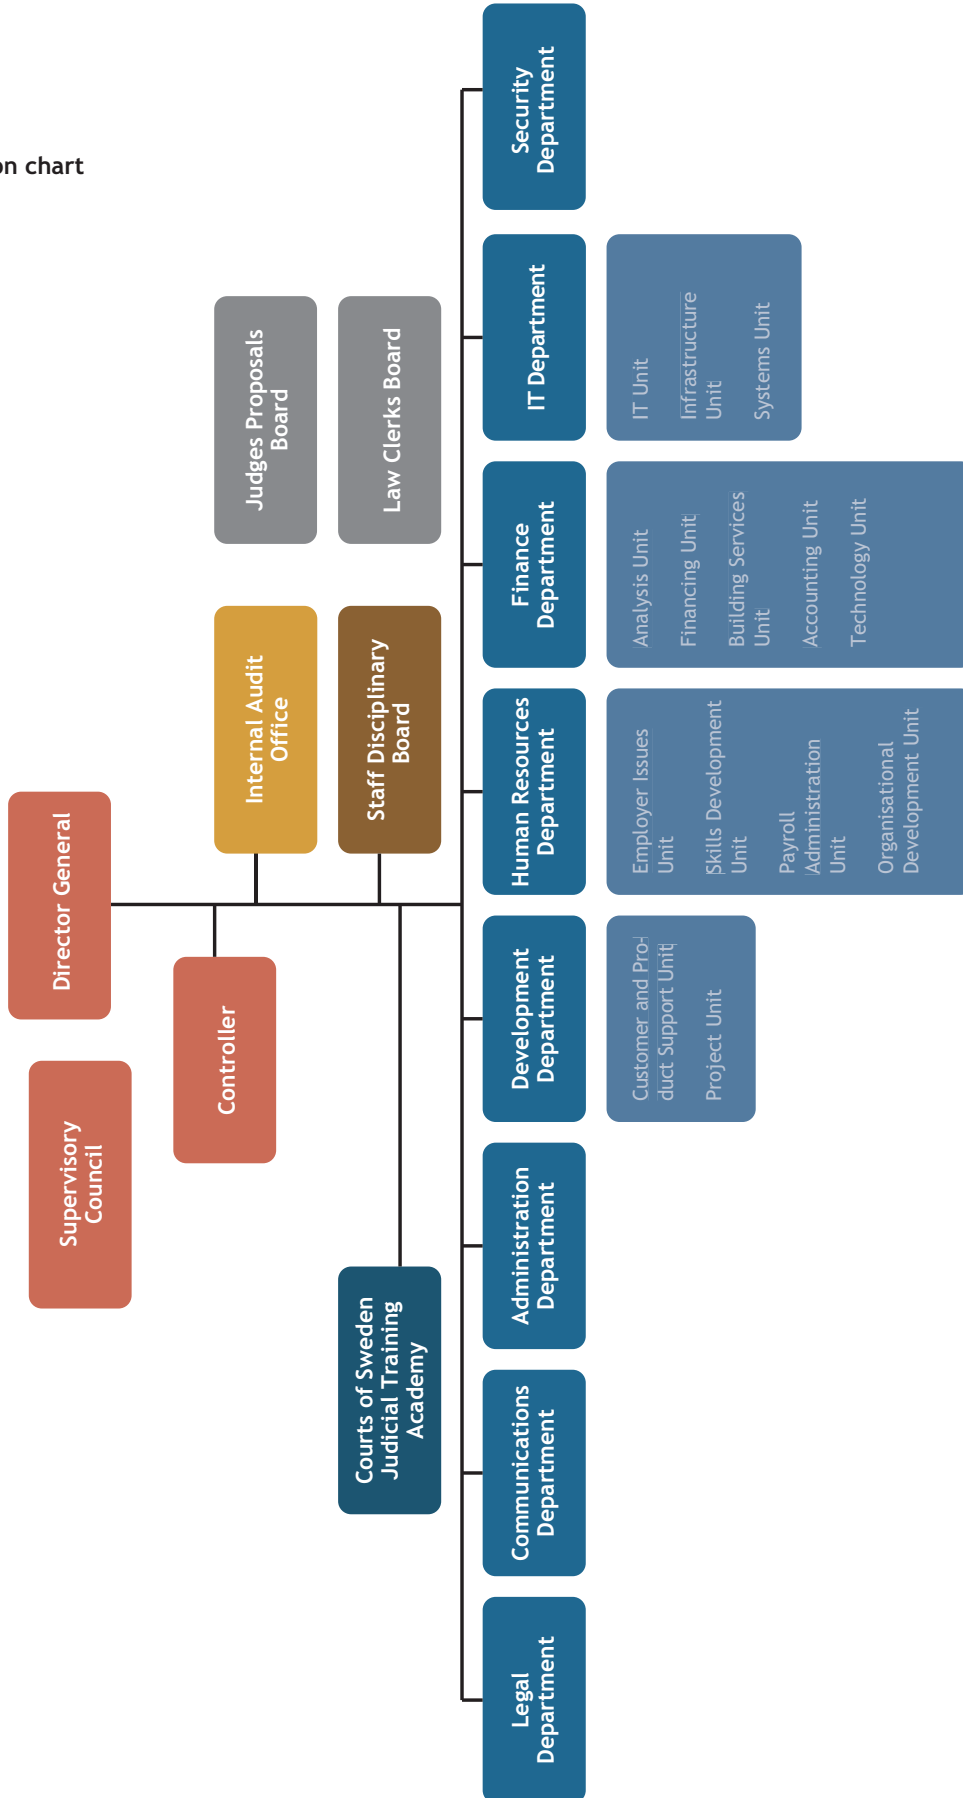 on chart
Director General
Supervisory
Council
Controller
Internal Audit
Office
Judges Proposals
Board
Courts of Sweden
Judicial Training
Academy
Staff Disciplinary
Board
Law Clerks Board
Legal
Department
Communications
Department
Administration
Department
Development
Department
Human Resources
Department
Finance
Department
IT Department
Security
Department
Customer and Pro-
duct Support Unit
Project Unit
Employer Issues
Unit
Skills Development
Unit
Payroll
Administration
Unit
Organisational
Development Unit
Analysis Unit
Financing Unit
Building Services
Unit
Accounting Unit
Technology Unit
IT Unit
Infrastructure
Unit
Systems Unit